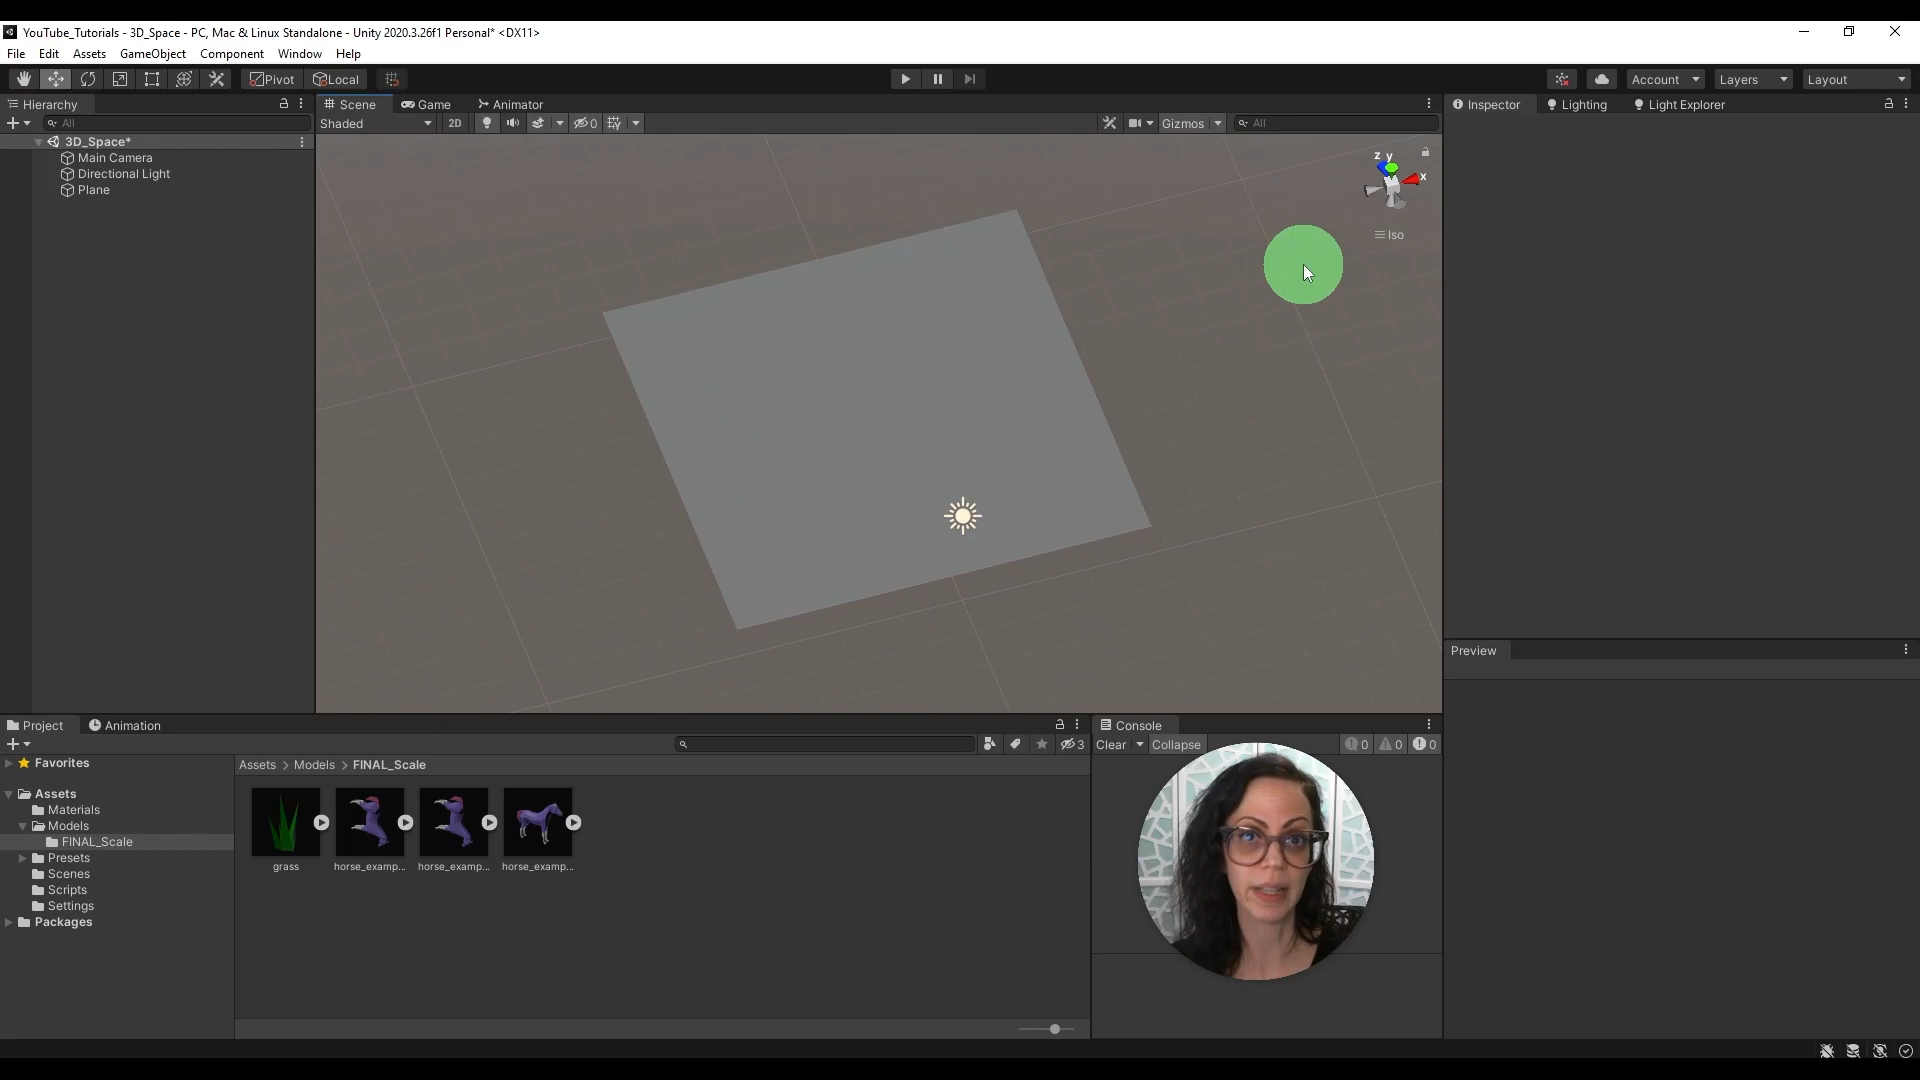 YouTube_Tutorials - 3D_Space - PC, Mac & Linux Standalone - Unity 2020.3.26f1 Personal* <DX11>
File Edit Assets GameObject Component Window Help
Pivot Local Account Layers Layout
Hierarchy Scene Game Animator Inspector Lighting Light Explorer
All Shaded 2D 0 Gizmos All
3D_Space*
Main Camera
Directional Light
Plane
z y
x
Iso
Preview
Project Animation Console
3 Clear Collapse 0 0 0
Favorites Assets > Models > FINAL_Scale
Assets
Materials
Models
FINAL_Scale
Presets
grass horse_examp... horse_examp... horse_examp...
Scenes
Scripts
Settings
Packages